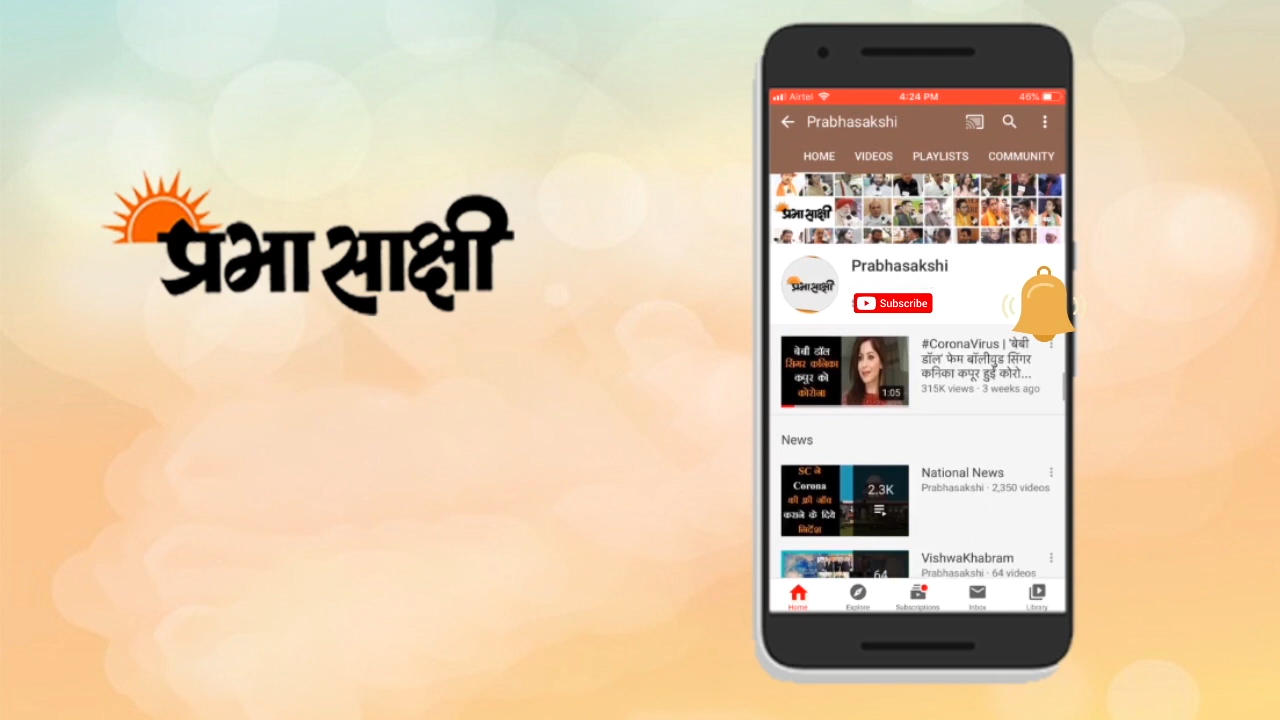 प्रभासाक्षी
Airtel
4:24 PM
46%
Prabhasakshi
HOME VIDEOS PLAYLISTS COMMUNITY
प्रभासाक्षी
Prabhasakshi
प्रभासाक्षी
Subscribe
बेबी डॉल
सिंगर कनिका
कपूर को
कोरोना
1:05
#CoronaVirus | 'बेबी
डॉल' फेम बॉलीवुड सिंगर
कनिका कपूर हुईं कोरो...
315K views · 3 weeks ago
News
SC ने
Corona
की फ्री जाँच
कराने के दिये
निर्देश
2.3K
National News
Prabhasakshi · 2,350 videos
64
VishwaKhabram
Prabhasakshi · 64 videos
Home Explore Subscriptions Inbox Library